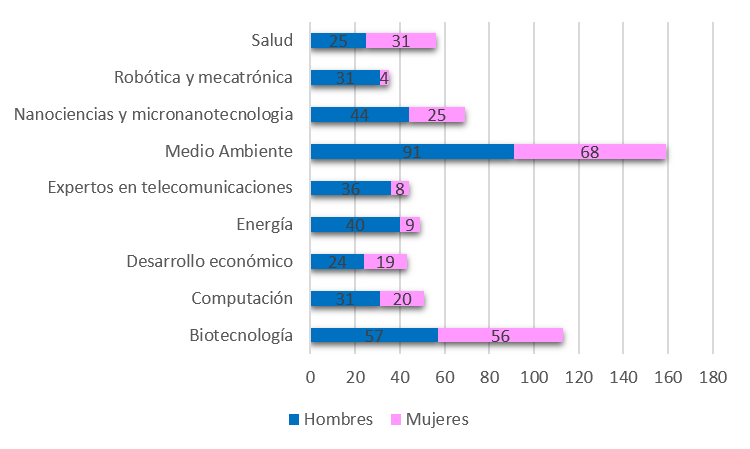 Salud 25 31
Robótica y mecatrónica 31 4
Nanociencias y micronanotecnologia 44 25
Medio Ambiente 91 68
Expertos en telecomunicaciones 36 8
Energía 40 9
Desarrollo económico 24 19
Computación 31 20
Biotecnología 57 56
0 20 40 60 80 100 120 140 160 180
Hombres Mujeres